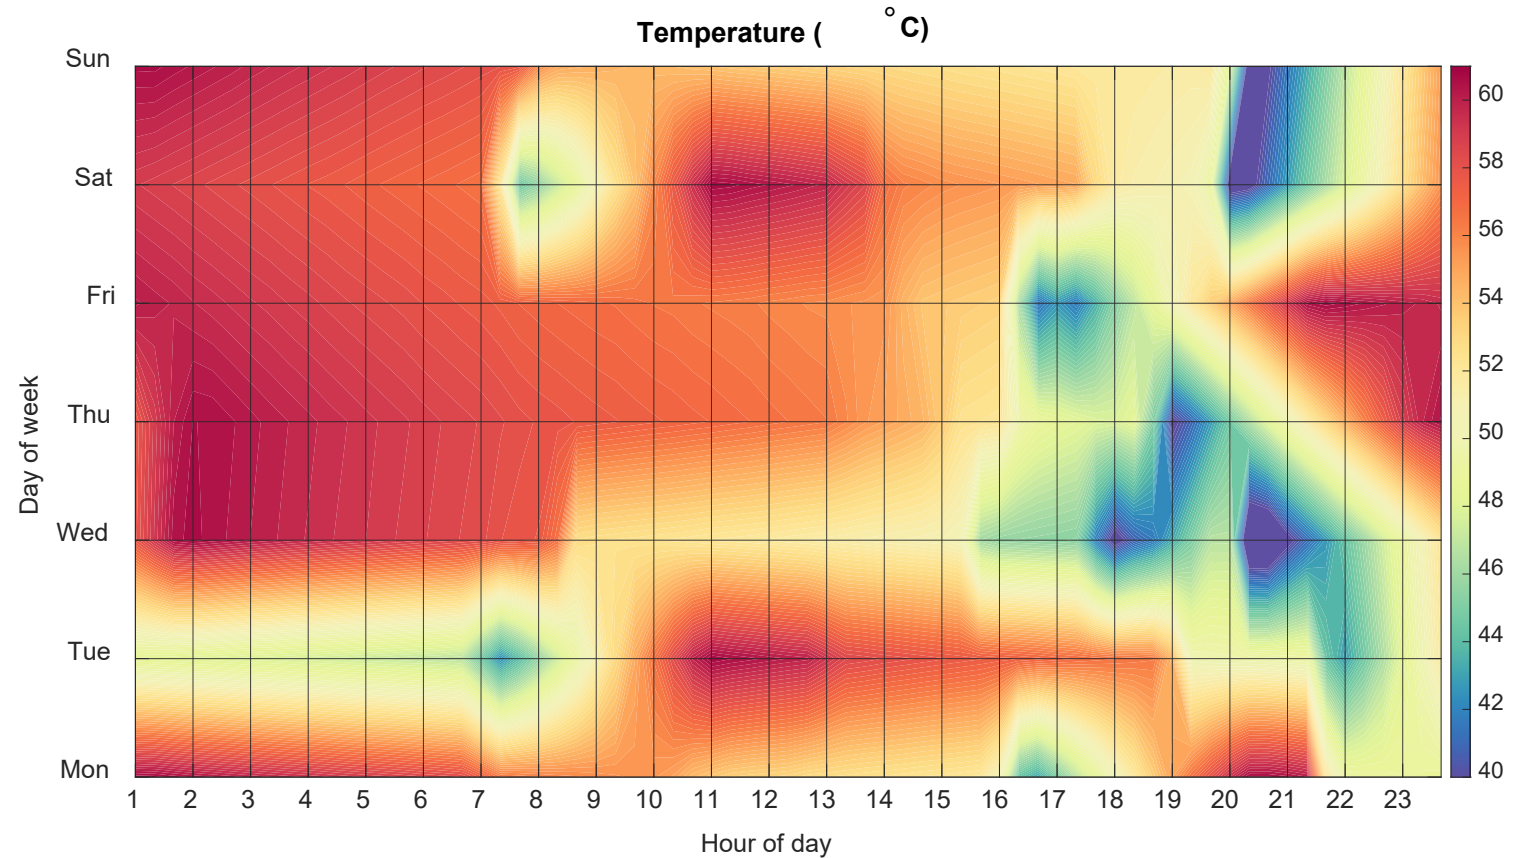 Temperature ( °C)
Sun
Sat
Fri
Thu
Wed
Tue
Mon
Day of week
1 2 3 4 5 6 7 8 9 10 11 12 13 14 15 16 17 18 19 20 21 22 23
Hour of day
60
58
56
54
52
50
48
46
44
42
40